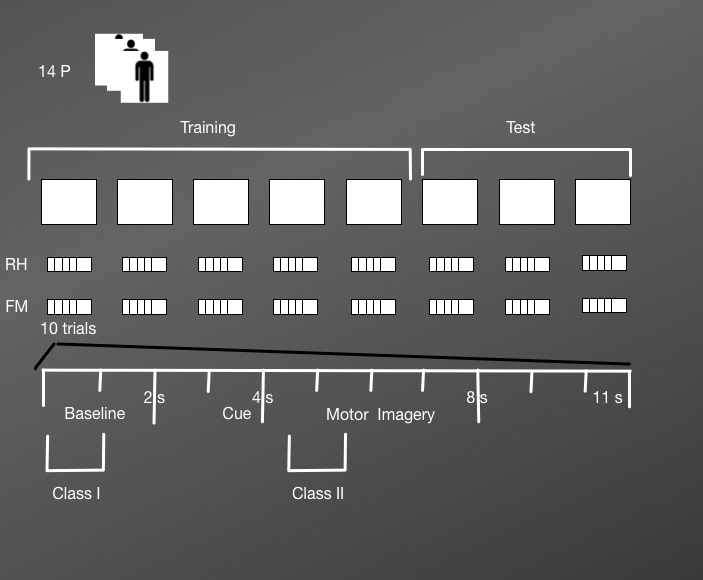 14 P
Training
Test
RH
FM
10 trials
2 s
4 s
8 s
11 s
Baseline
Cue
Motor Imagery
Class I
Class II